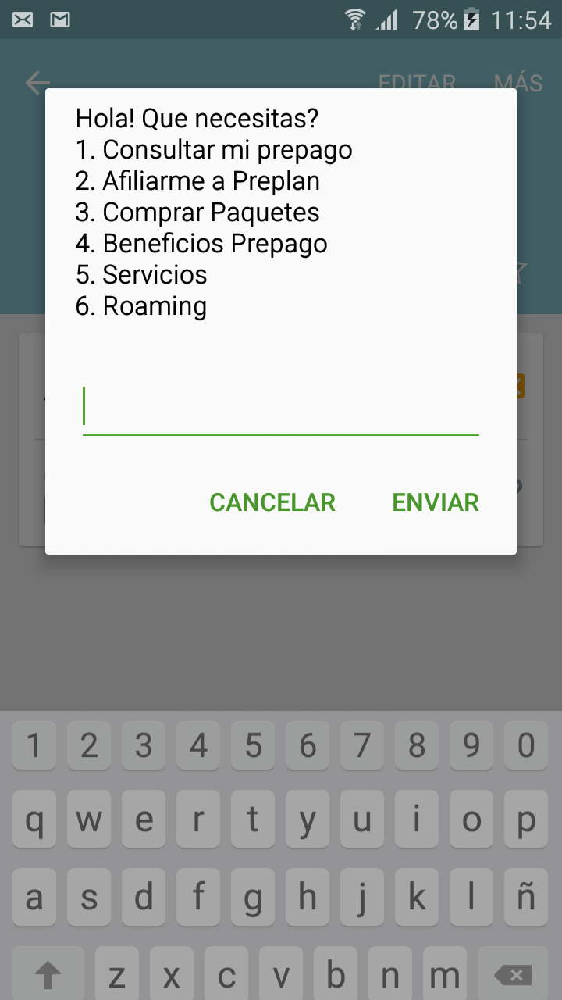 78% 11:54
EDITAR MÁS
Hola! Que necesitas?
1. Consultar mi prepago
2. Afiliarme a Preplan
3. Comprar Paquetes
4. Beneficios Prepago
5. Servicios
6. Roaming
CANCELAR ENVIAR
1 2 3 4 5 6 7 8 9 0
q w e r t y u i o p
a s d f g h j k l ñ
z x c v b n m